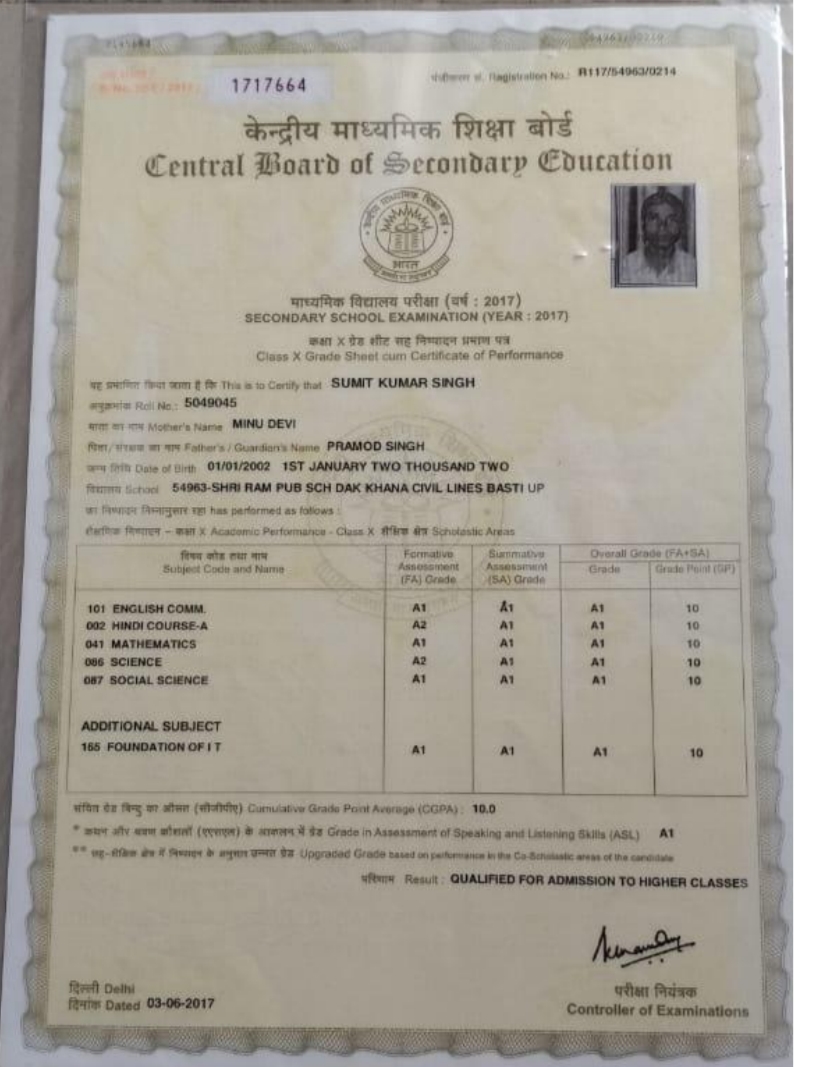 1717664
पंजीकरण सं. Registration No.: R117/54963/0214
केन्द्रीय माध्यमिक शिक्षा बोर्ड
Central Board of Secondary Education
भारत
माध्यमिक विद्यालय परीक्षा (वर्ष : 2017)
SECONDARY SCHOOL EXAMINATION (YEAR : 2017)
कक्षा X ग्रेड शीट सह निष्पादन प्रमाण पत्र
Class X Grade Sheet cum Certificate of Performance
यह प्रमाणित किया जाता है कि This is to Certify that SUMIT KUMAR SINGH
अनुक्रमांक Roll No.: 5049045
माता का नाम Mother's Name MINU DEVI
पिता/संरक्षक का नाम Father's / Guardian's Name PRAMOD SINGH
जन्म तिथि Date of Birth 01/01/2002 1ST JANUARY TWO THOUSAND TWO
विद्यालय School 54963-SHRI RAM PUB SCH DAK KHANA CIVIL LINES BASTI UP
का निष्पादन निम्नानुसार रहा has performed as follows :
शैक्षणिक निष्पादन – कक्षा X Academic Performance - Class X शैक्षिक क्षेत्र Scholastic Areas
विषय कोड तथा नाम Subject Code and Name Formative Assessment (FA) Grade Summative Assessment (SA) Grade Overall Grade (FA+SA) Grade Grade Point (GP)
101 ENGLISH COMM. A1 A1 A1 10
002 HINDI COURSE-A A2 A1 A1 10
041 MATHEMATICS A1 A1 A1 10
086 SCIENCE A2 A1 A1 10
087 SOCIAL SCIENCE A1 A1 A1 10
ADDITIONAL SUBJECT
165 FOUNDATION OF I T A1 A1 A1 10
संचित ग्रेड बिन्दु का औसत (सीजीपीए) Cumulative Grade Point Average (CGPA) : 10.0
* कथन और श्रवण कौशलों (एएसएल) के आकलन में ग्रेड Grade in Assessment of Speaking and Listening Skills (ASL) A1
** सह-शैक्षिक क्षेत्र में निष्पादन के अनुसार उन्नत ग्रेड Upgraded Grade based on performance in the Co-Scholastic areas of the candidate
परिणाम Result : QUALIFIED FOR ADMISSION TO HIGHER CLASSES
दिल्ली Delhi
दिनांक Dated 03-06-2017
परीक्षा नियंत्रक
Controller of Examinations